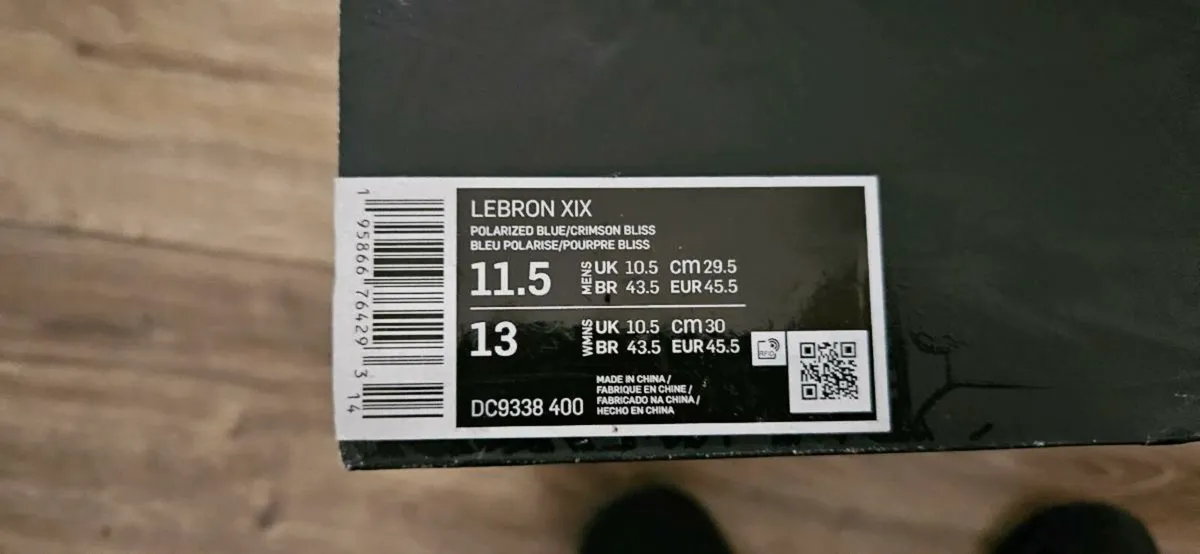 1 95866 76429 3 14
LEBRON XIX
POLARIZED BLUE/CRIMSON BLISS
BLEU POLARISE/POURPRE BLISS
11.5 MENS UK 10.5 cm 29.5
BR 43.5 EUR 45.5
13 WMNS UK 10.5 cm 30
BR 43.5 EUR 45.5
RFID
MADE IN CHINA /
FABRIQUE EN CHINE /
FABRICADO NA CHINA /
DC9338 400 HECHO EN CHINA